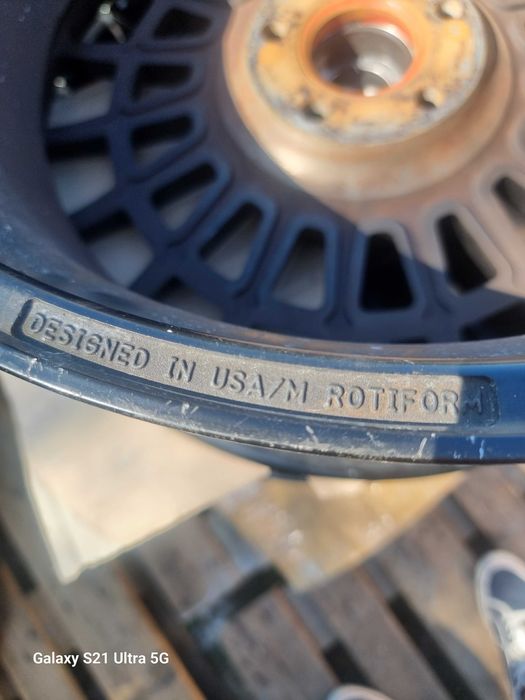 DESIGNED IN USA/M ROTIFORM
Galaxy S21 Ultra 5G